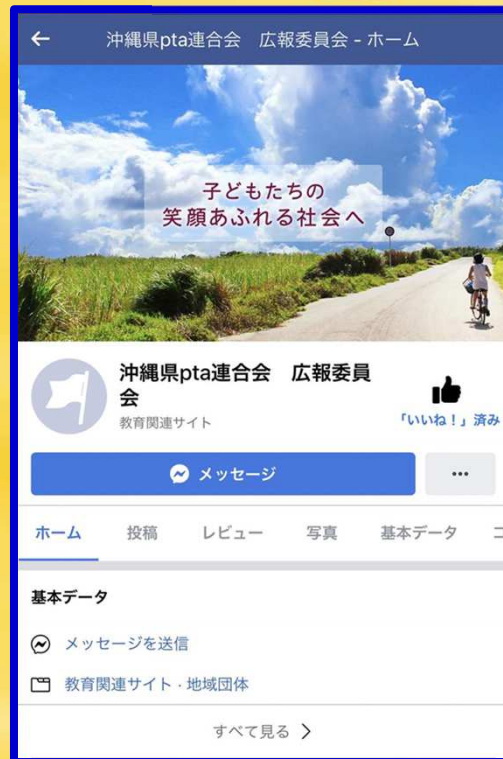 沖縄県pta連合会　広報委員会 - ホーム
子どもたちの
笑顔あふれる社会へ
沖縄県pta連合会　広報委員
会
教育関連サイト
「いいね！」済み
メッセージ
ホーム 投稿 レビュー 写真 基本データ コ
基本データ
メッセージを送信
教育関連サイト · 地域団体
すべて見る